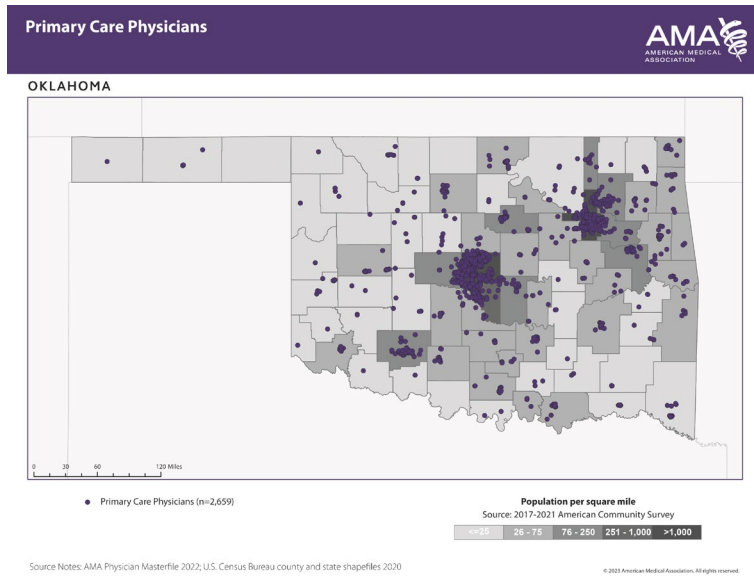 Primary Care Physicians
AMA
AMERICAN MEDICAL
ASSOCIATION
OKLAHOMA
0 30 60 120 Miles
Primary Care Physicians (n=2,659)
Population per square mile
Source: 2017-2021 American Community Survey
<=25 26 - 75 76 - 250 251 - 1,000 >1,000
Source Notes: AMA Physician Masterfile 2022; U.S. Census Bureau county and state shapefiles 2020
© 2023 American Medical Association. All rights reserved.